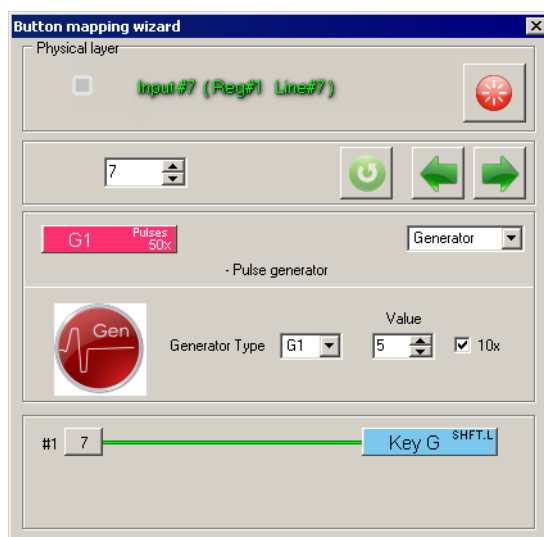 Button mapping wizard
Physical layer
Input#7 (Reg#1 Line#7)
7
G1 Pulses 50x
Generator
- Pulse generator
Gen
Generator Type G1
Value
5
10x
#1 7
Key G SHFT.L